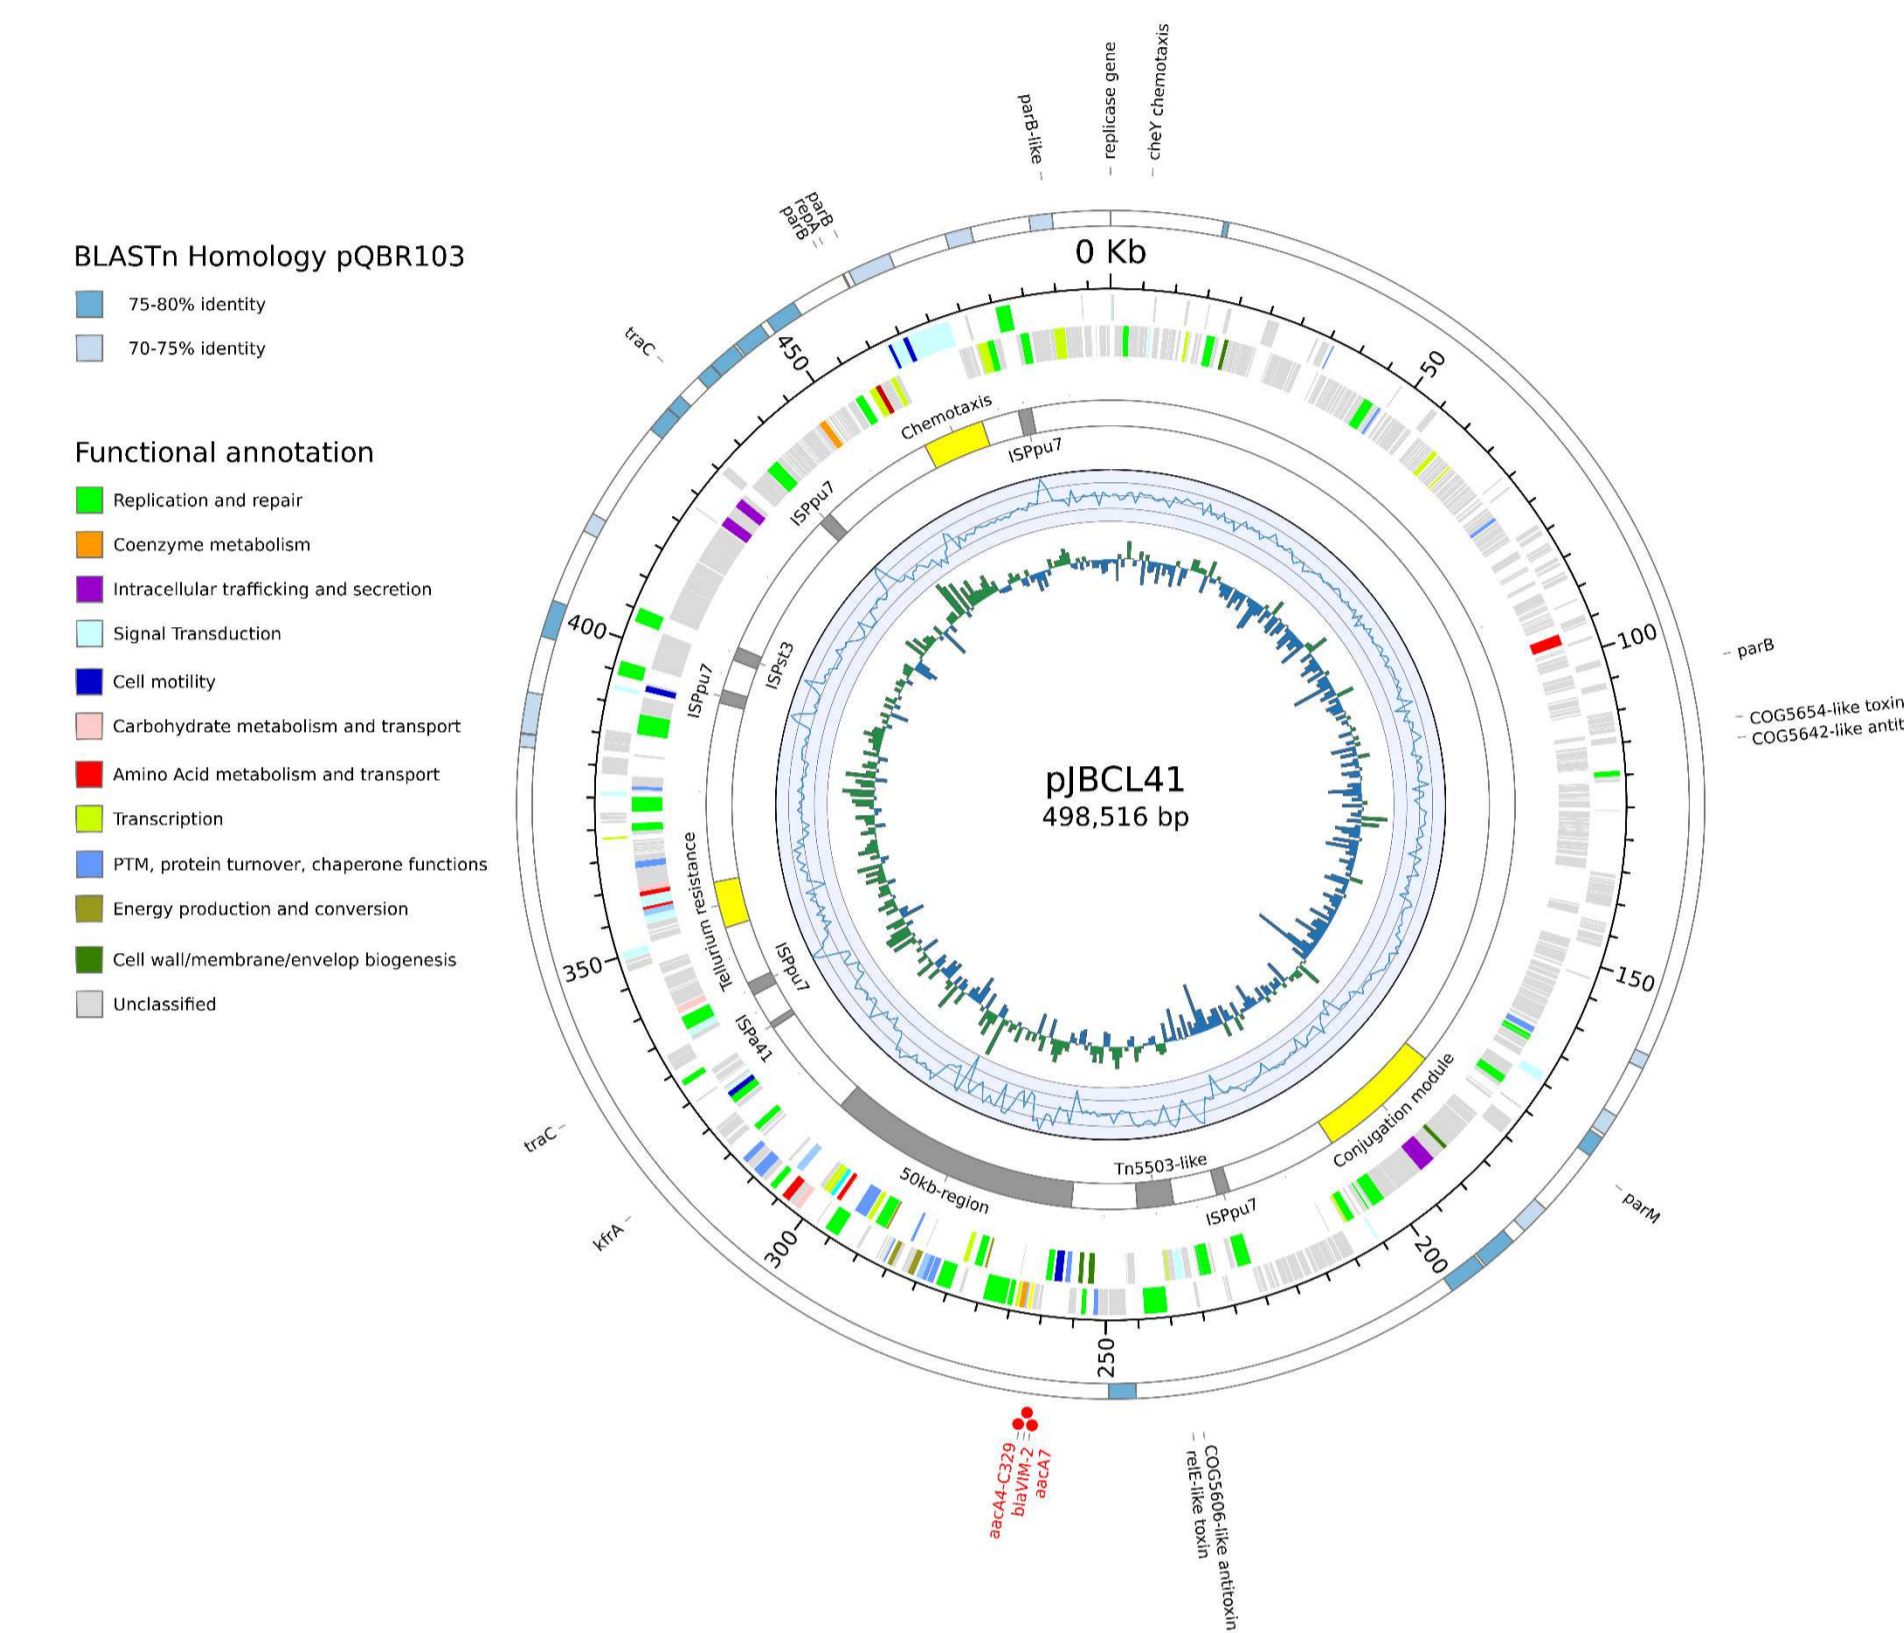 BLASTn Homology pQBR103
75-80% identity
70-75% identity
Functional annotation
Replication and repair
Coenzyme metabolism
Intracellular trafficking and secretion
Signal Transduction
Cell motility
Carbohydrate metabolism and transport
Amino Acid metabolism and transport
Transcription
PTM, protein turnover, chaperone functions
Energy production and conversion
Cell wall/membrane/envelop biogenesis
Unclassified
parB-like
replicase gene
cheY chemotaxis
parB
repA
parB
traC
0 Kb
50
100
150
200
250
300
350
400
450
parB
COG5654-like toxin
COG5642-like antit
parM
COG5606-like antitoxin
relE-like toxin
aacA7
blaVIM-2
aacA4-C329
kfrA
traC
Chemotaxis
ISPpu7
ISPpu7
ISPst3
ISPpu7
Tellurium resistance
ISPpu7
ISPa41
50kb-region
Tn5503-like
ISPpu7
Conjugation module
pJBCL41
498,516 bp